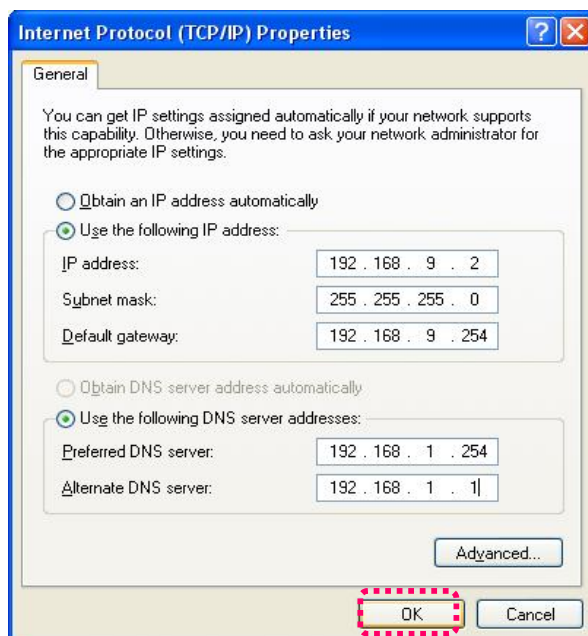 Internet Protocol (TCP/IP) Properties
General
You can get IP settings assigned automatically if your network supports
this capability. Otherwise, you need to ask your network administrator for
the appropriate IP settings.
Obtain an IP address automatically
Use the following IP address:
IP address: 192 . 168 . 9 . 2
Subnet mask: 255 . 255 . 255 . 0
Default gateway: 192 . 168 . 9 . 254
Obtain DNS server address automatically
Use the following DNS server addresses:
Preferred DNS server: 192 . 168 . 1 . 254
Alternate DNS server: 192 . 168 . 1 . 1
Advanced...
OK Cancel